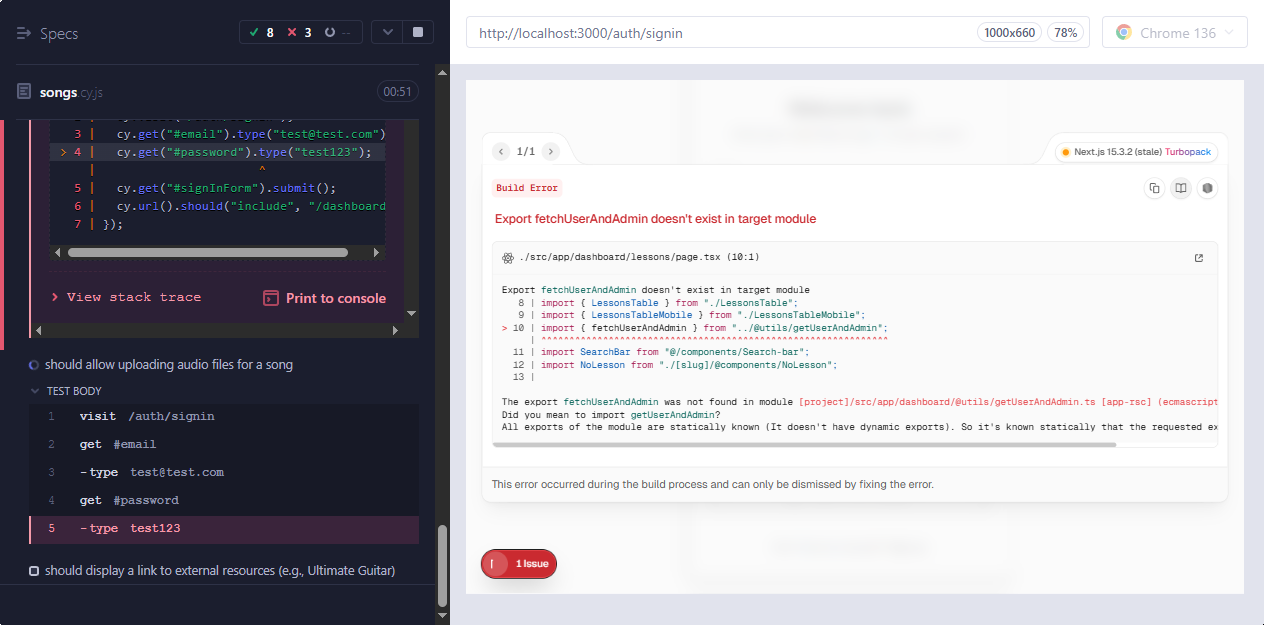 Specs
8 3 --
songs.cy.js 00:51
3 | cy.get("#email").type("test@test.com")
> 4 | cy.get("#password").type("test123");
| ^
5 | cy.get("#signInForm").submit();
6 | cy.url().should("include", "/dashboard
7 | });
> View stack trace
Print to console
should allow uploading audio files for a song
TEST BODY
1 visit /auth/signin
2 get #email
3 -type test@test.com
4 get #password
5 -type test123
should display a link to external resources (e.g., Ultimate Guitar)
http://localhost:3000/auth/signin
1000x660
78%
Chrome 136
1/1
Next.js 15.3.2 (stale) Turbopack
Build Error
Export fetchUserAndAdmin doesn't exist in target module
./src/app/dashboard/lessons/page.tsx (10:1)
Export fetchUserAndAdmin doesn't exist in target module
8 | import { LessonsTable } from "./LessonsTable";
9 | import { LessonsTableMobile } from "./LessonsTableMobile";
> 10 | import { fetchUserAndAdmin } from "../@utils/getUserAndAdmin";
| ^^^^^^^^^^^^^^^^^^^^^^^^^^^^^^^^^^^^^^^^^^^^^^^^^^^^^^^^^^^^^^
11 | import SearchBar from "@/components/Search-bar";
12 | import NoLesson from "./[slug]/@components/NoLesson";
13 |
The export fetchUserAndAdmin was not found in module [project]/src/app/dashboard/@utils/getUserAndAdmin.ts [app-rsc] (ecmascript
Did you mean to import getUserAndAdmin?
All exports of the module are statically known (It doesn't have dynamic exports). So it's known statically that the requested ex
This error occurred during the build process and can only be dismissed by fixing the error.
1 Issue